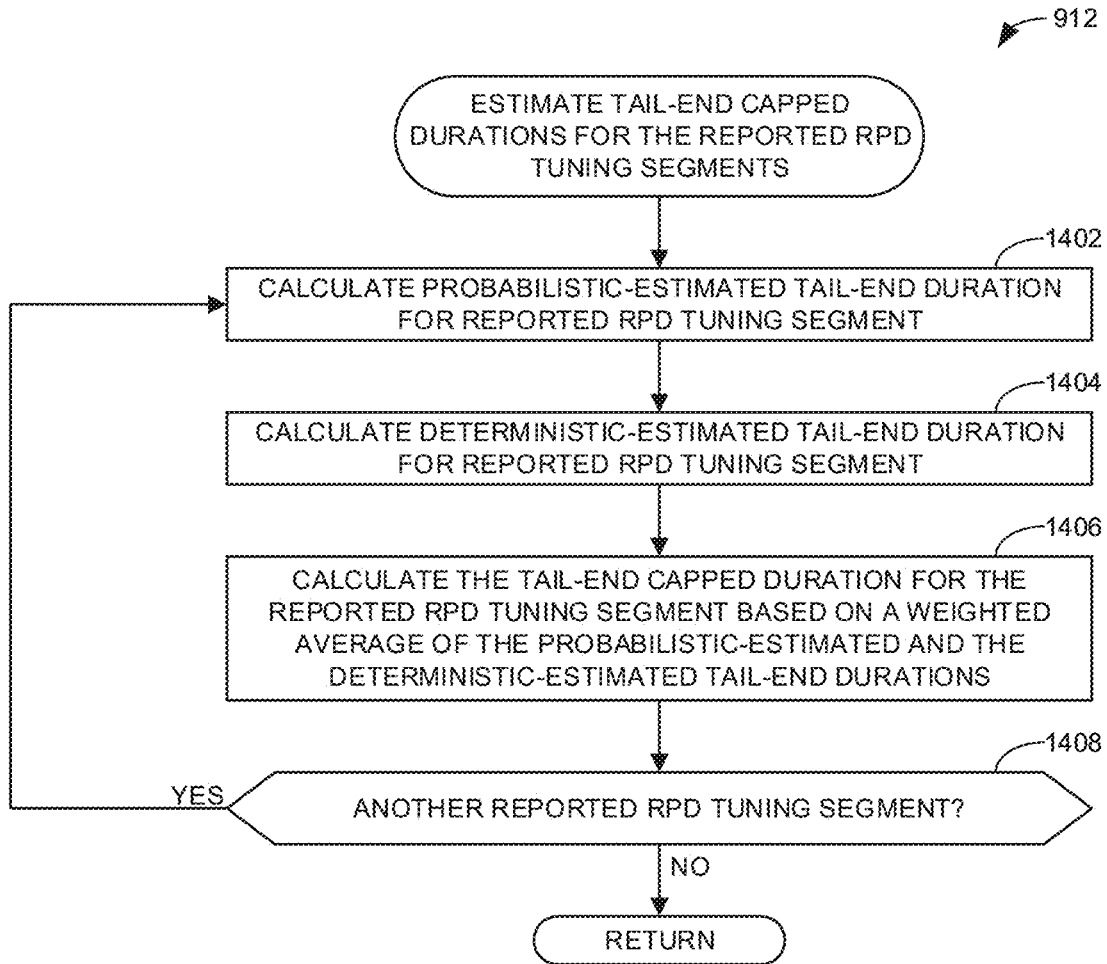 912
ESTIMATE TAIL-END CAPPED
DURATIONS FOR THE REPORTED RPD
TUNING SEGMENTS
1402
CALCULATE PROBABILISTIC-ESTIMATED TAIL-END DURATION
FOR REPORTED RPD TUNING SEGMENT
1404
CALCULATE DETERMINISTIC-ESTIMATED TAIL-END DURATION
FOR REPORTED RPD TUNING SEGMENT
1406
CALCULATE THE TAIL-END CAPPED DURATION FOR THE
REPORTED RPD TUNING SEGMENT BASED ON A WEIGHTED
AVERAGE OF THE PROBABILISTIC-ESTIMATED AND THE
DETERMINISTIC-ESTIMATED TAIL-END DURATIONS
1408
YES
ANOTHER REPORTED RPD TUNING SEGMENT?
NO
RETURN